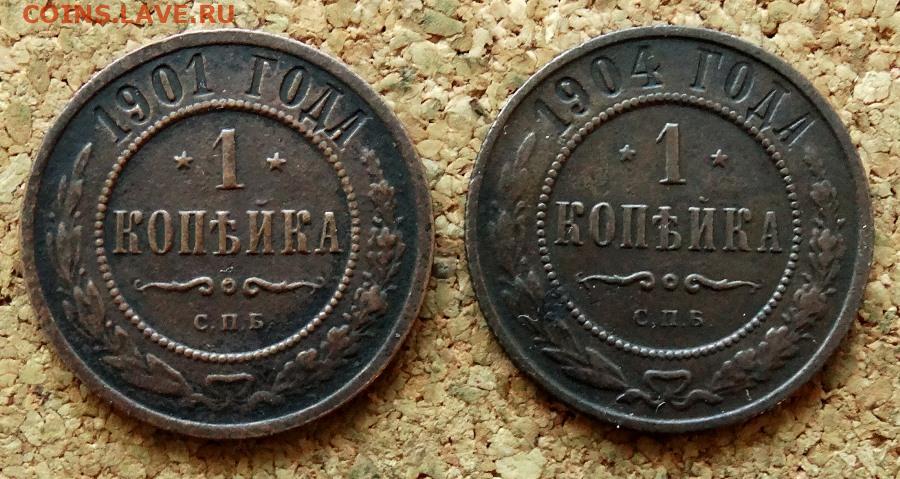 COINS.LAVE.RU
1901 ГОДА
1
КОПѢЙКА
С.П.Б.
1904 ГОДА
1
КОПѢЙКА
С.П.Б.